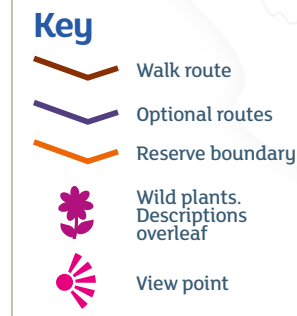 Key
Walk route
Optional routes
Reserve boundary
Wild plants.
Descriptions
overleaf
View point